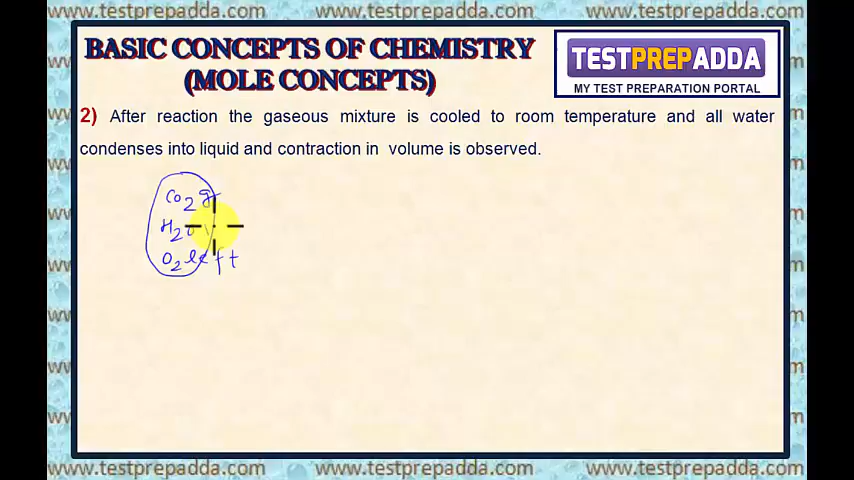 www.testprepadda.com www.testprepadda.com www.testprepadda.com
BASIC CONCEPTS OF CHEMISTRY
(MOLE CONCEPTS)
TESTPREPADDA
MY TEST PREPARATION PORTAL
2) After reaction the gaseous mixture is cooled to room temperature and all water
condenses into liquid and contraction in volume is observed.
CO2 g
H2O
O2 left
www.testprepadda.com www.testprepadda.com www.testprepadda.com